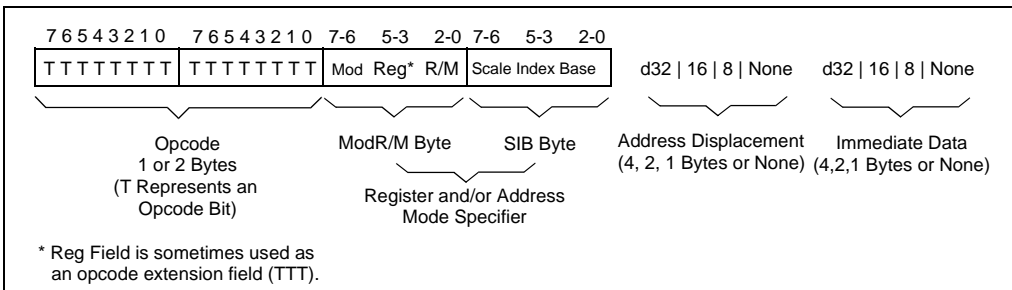 7 6 5 4 3 2 1 0 7 6 5 4 3 2 1 0 7-6 5-3 2-0 7-6 5-3 2-0
T T T T T T T T T T T T T T T T Mod Reg* R/M Scale Index Base d32 | 16 | 8 | None d32 | 16 | 8 | None
Opcode
1 or 2 Bytes
(T Represents an
Opcode Bit)
ModR/M Byte
SIB Byte
Address Displacement
(4, 2, 1 Bytes or None)
Immediate Data
(4,2,1 Bytes or None)
Register and/or Address
Mode Specifier
* Reg Field is sometimes used as
an opcode extension field (TTT).